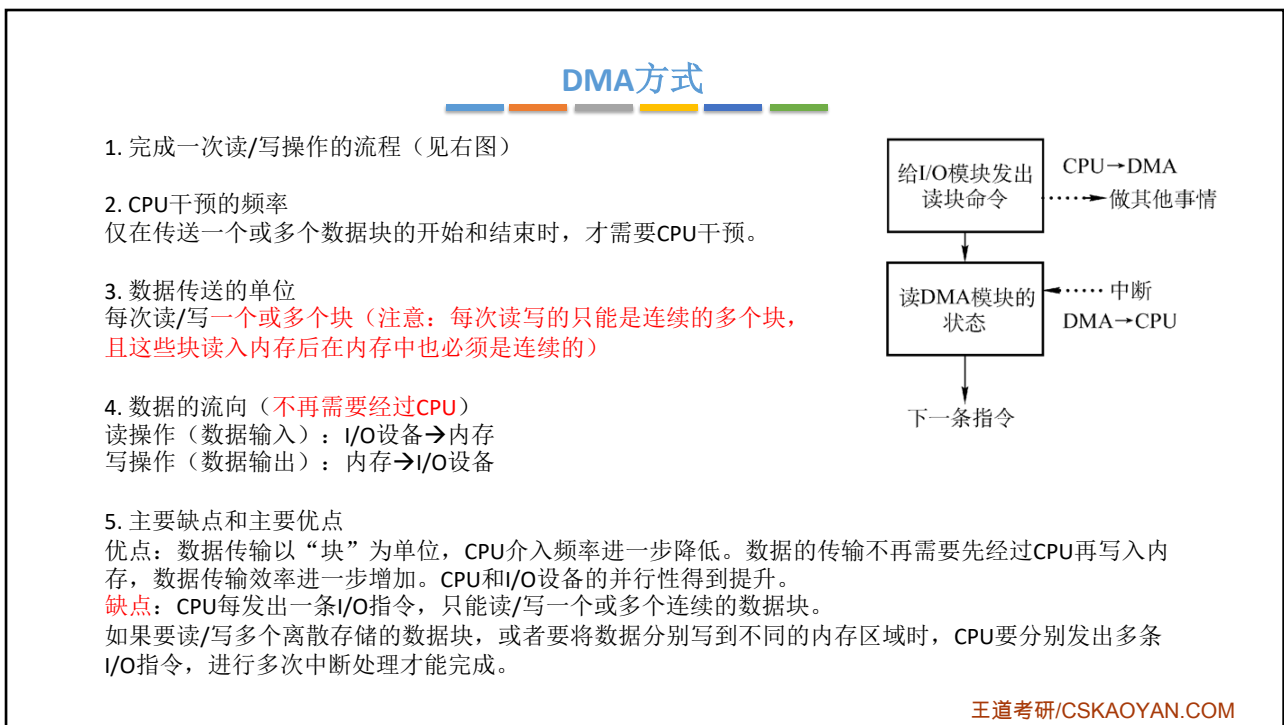 DMA方式
1. 完成一次读/写操作的流程（见右图）
2. CPU干预的频率
仅在传送一个或多个数据块的开始和结束时，才需要CPU干预。
3. 数据传送的单位
每次读/写一个或多个块（注意：每次读写的只能是连续的多个块，
且这些块读入内存后在内存中也必须是连续的）
4. 数据的流向（不再需要经过CPU）
读操作（数据输入）：I/O设备→内存
写操作（数据输出）：内存→I/O设备
5. 主要缺点和主要优点
优点：数据传输以“块”为单位，CPU介入频率进一步降低。数据的传输不再需要先经过CPU再写入内
存，数据传输效率进一步增加。CPU和I/O设备的并行性得到提升。
缺点：CPU每发出一条I/O指令，只能读/写一个或多个连续的数据块。
如果要读/写多个离散存储的数据块，或者要将数据分别写到不同的内存区域时，CPU要分别发出多条
I/O指令，进行多次中断处理才能完成。
给I/O模块发出
读块命令
CPU→DMA
做其他事情
读DMA模块的
状态
中断
DMA→CPU
下一条指令
王道考研/CSKAOYAN.COM